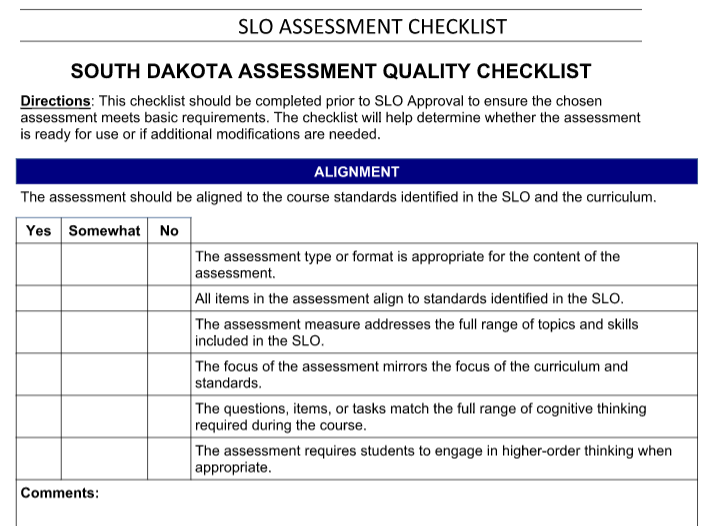 SLO ASSESSMENT CHECKLIST
SOUTH DAKOTA ASSESSMENT QUALITY CHECKLIST
Directions: This checklist should be completed prior to SLO Approval to ensure the chosen
assessment meets basic requirements. The checklist will help determine whether the assessment
is ready for use or if additional modifications are needed.
ALIGNMENT
The assessment should be aligned to the course standards identified in the SLO and the curriculum.
Yes Somewhat No
The assessment type or format is appropriate for the content of the
assessment.
All items in the assessment align to standards identified in the SLO.
The assessment measure addresses the full range of topics and skills
included in the SLO.
The focus of the assessment mirrors the focus of the curriculum and
standards.
The questions, items, or tasks match the full range of cognitive thinking
required during the course.
The assessment requires students to engage in higher-order thinking when
appropriate.
Comments: